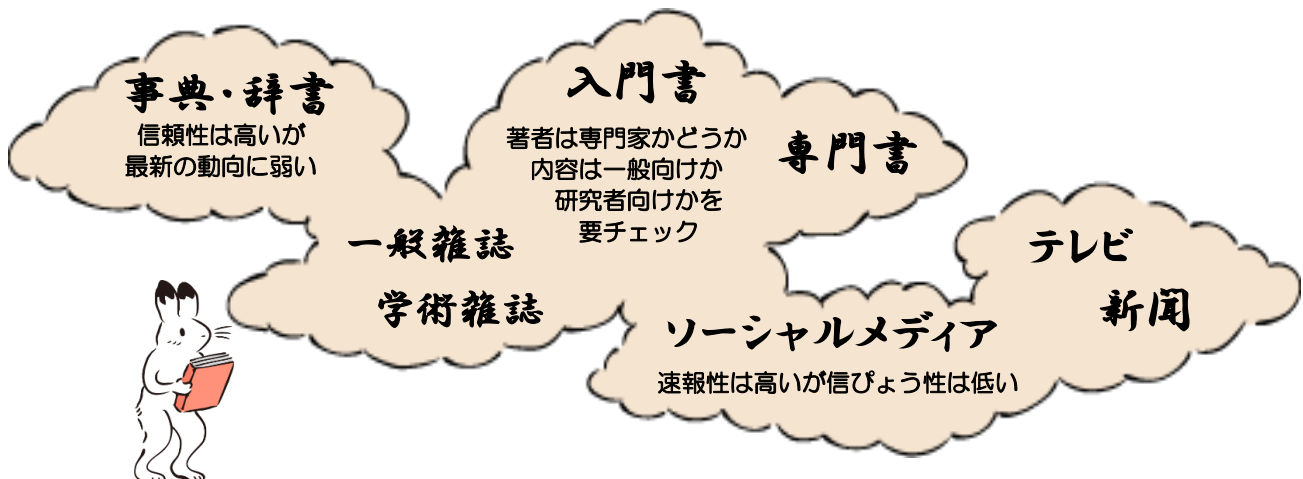 事典・辞書
信頼性は高いが
最新の動向に弱い
入門書
著者は専門家かどうか
内容は一般向けか
研究者向けかを
要チェック
専門書
一般雑誌
学術雑誌
テレビ
新聞
ソーシャルメディア
速報性は高いが信ぴょう性は低い